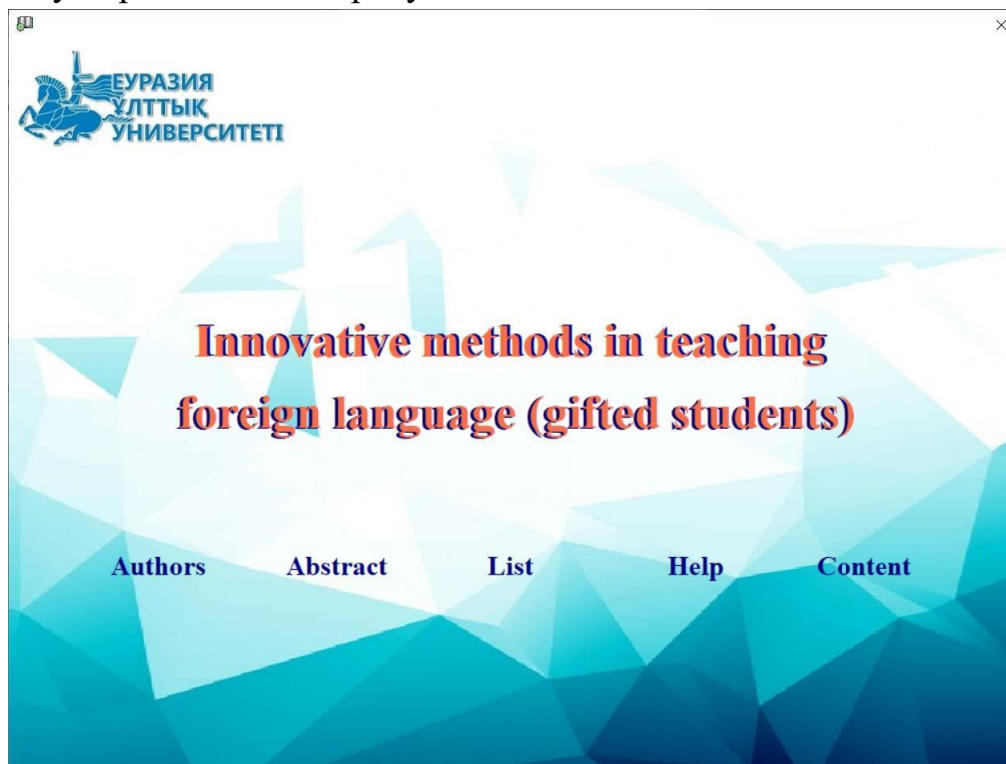 ЕУРАЗИЯ
ҰЛТТЫҚ
УНИВЕРСИТЕТІ
Innovative methods in teaching
foreign language (gifted students)
Authors Abstract List Help Content